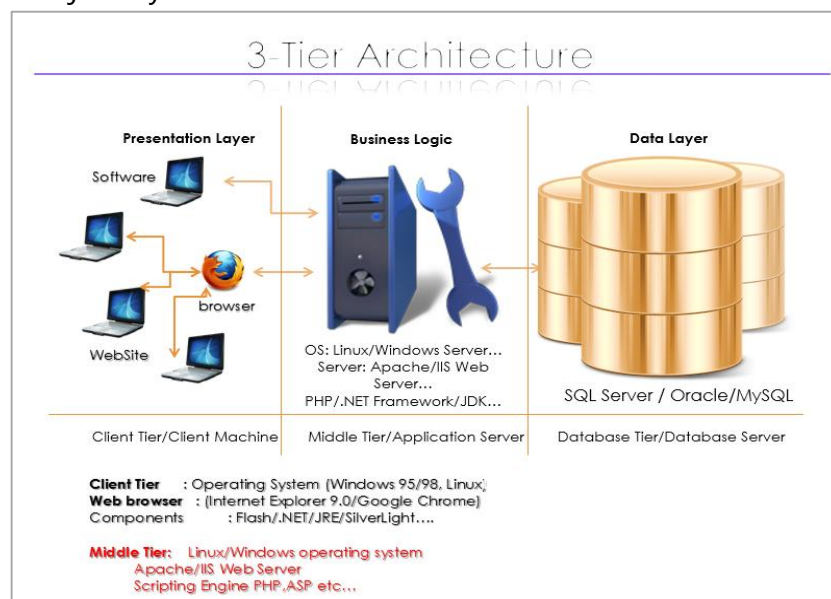 3-Tier Architecture
Presentation Layer
Business Logic
Data Layer
Software
browser
WebSite
OS: Linux/Windows Server...
Server: Apache/IIS Web
Server...
PHP/.NET Framework/JDK...
SQL Server / Oracle/MySQL
Client Tier/Client Machine
Middle Tier/Application Server
Database Tier/Database Server
Client Tier : Operating System (Windows 95/98, Linux)
Web browser : (Internet Explorer 9.0/Google Chrome)
Components : Flash/.NET/JRE/SilverLight....
Middle Tier: Linux/Windows operating system
Apache/IIS Web Server
Scripting Engine PHP,ASP etc...